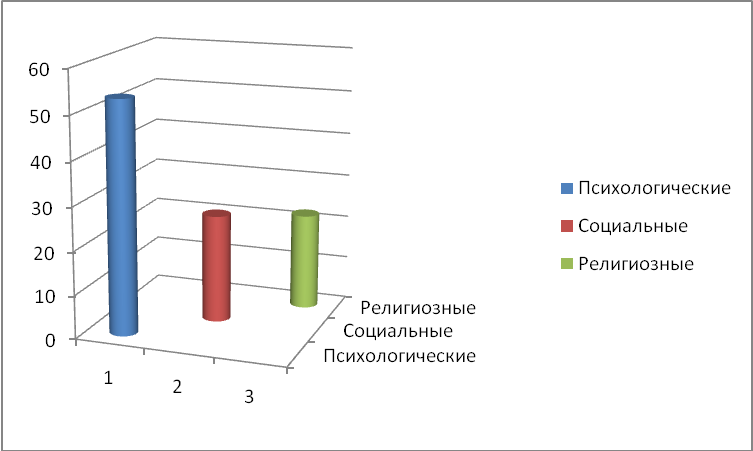 60
50
40
30
20
10
0
1
2
3
Религиозные
Социальные
Психологические
Психологические
Социальные
Религиозные